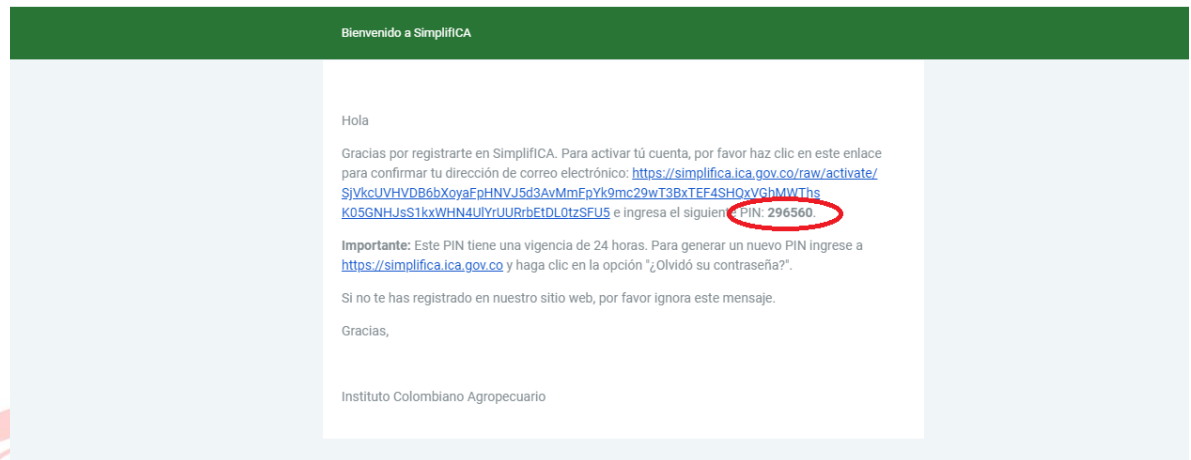 Bienvenido a SimplifICA
Hola
Gracias por registrarte en SimplifICA. Para activar tú cuenta, por favor haz clic en este enlace
para confirmar tu dirección de correo electrónico: https://simplifica.ica.gov.co/raw/activate/
SjVkcUVHVDB6bXoyaFpHNVJ5d3AvMmFpYk9mc29wT3BxTEF4SHQxVGhMWThs
K05GNHJsS1kxWHN4UlYrUURrbEtDL0tzSFU5 e ingresa el siguiente PIN: 296560.
Importante: Este PIN tiene una vigencia de 24 horas. Para generar un nuevo PIN ingrese a
https://simplifica.ica.gov.co y haga clic en la opción "¿Olvidó su contraseña?".
Si no te has registrado en nuestro sitio web, por favor ignora este mensaje.
Gracias,
Instituto Colombiano Agropecuario